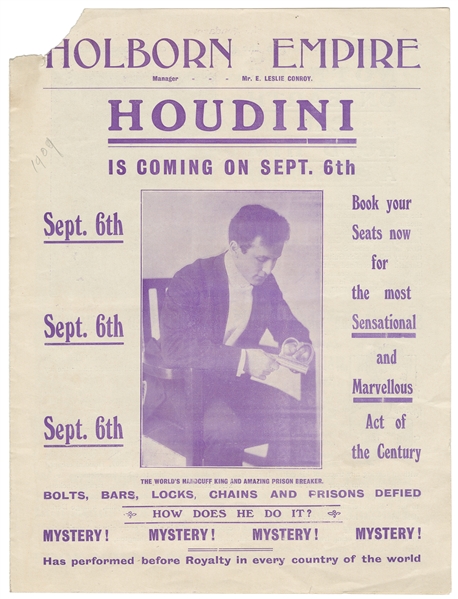 HOLBORN EMPIRE
Manager - - - Mr. E. LESLIE CONROY.
HOUDINI
IS COMING ON SEPT. 6th
1909
Sept. 6th
Sept. 6th
Sept. 6th
Book your
Seats now
for
the most
Sensational
and
Marvellous
Act of
the Century
THE WORLD'S HANDCUFF KING AND AMAZING PRISON BREAKER.
BOLTS, BARS, LOCKS, CHAINS AND PRISONS DEFIED
HOW DOES HE DO IT?
MYSTERY! MYSTERY! MYSTERY! MYSTERY!
Has performed before Royalty in every country of the world